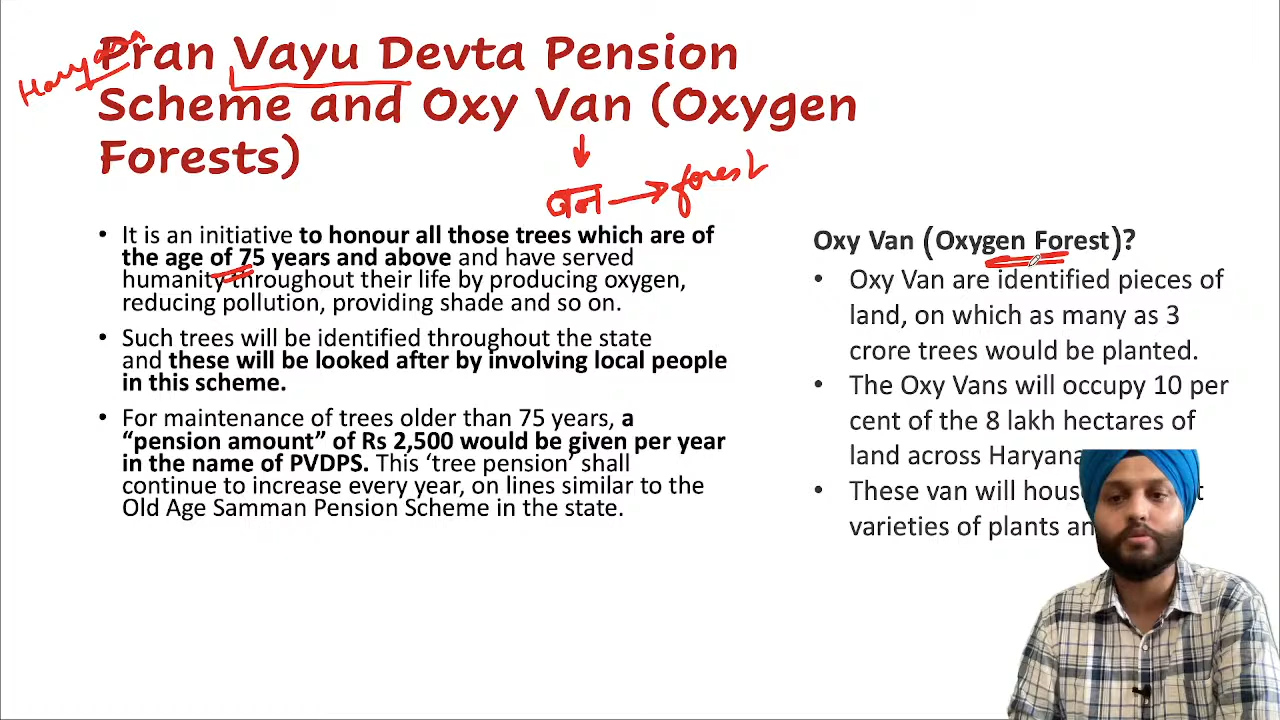 Haryana
Pran Vayu Devta Pension
Scheme and Oxy Van (Oxygen
Forests)
वन → forest
• It is an initiative to honour all those trees which are of
the age of 75 years and above and have served
humanity throughout their life by producing oxygen,
reducing pollution, providing shade and so on.
• Such trees will be identified throughout the state
and these will be looked after by involving local people
in this scheme.
• For maintenance of trees older than 75 years, a
“pension amount” of Rs 2,500 would be given per year
in the name of PVDPS. This ‘tree pension’ shall
continue to increase every year, on lines similar to the
Old Age Samman Pension Scheme in the state.
Oxy Van (Oxygen Forest)?
• Oxy Van are identified pieces of
land, on which as many as 3
crore trees would be planted.
• The Oxy Vans will occupy 10 per
cent of the 8 lakh hectares of
land across Haryana
• These van will house
varieties of plants